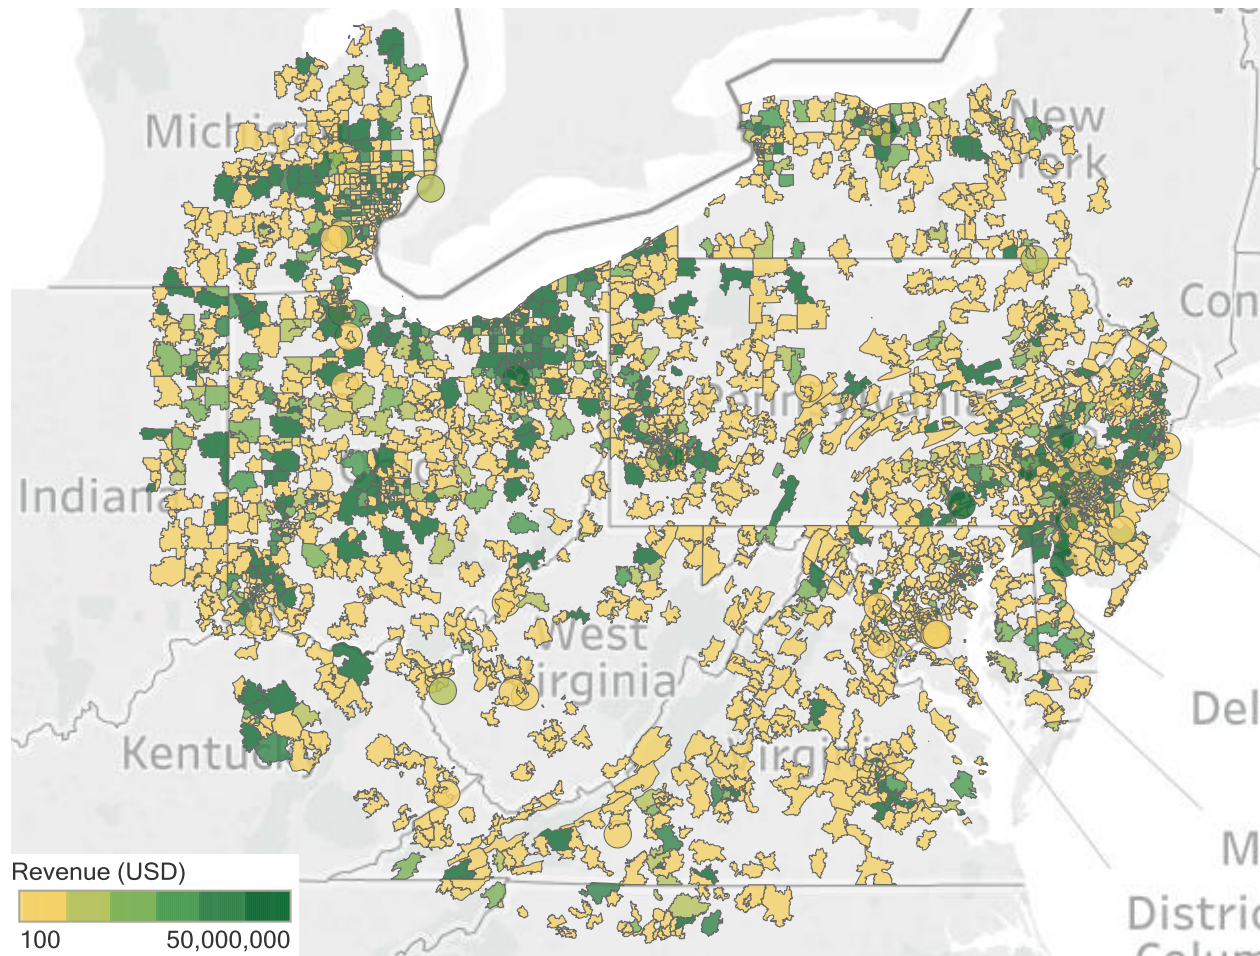 Michigan
New
York
Con
Pennsylvania
Ohio
Indiana
West
Virginia
Del
Kentucky
Virginia
M
Revenue (USD)
100 50,000,000
Distric
Colum